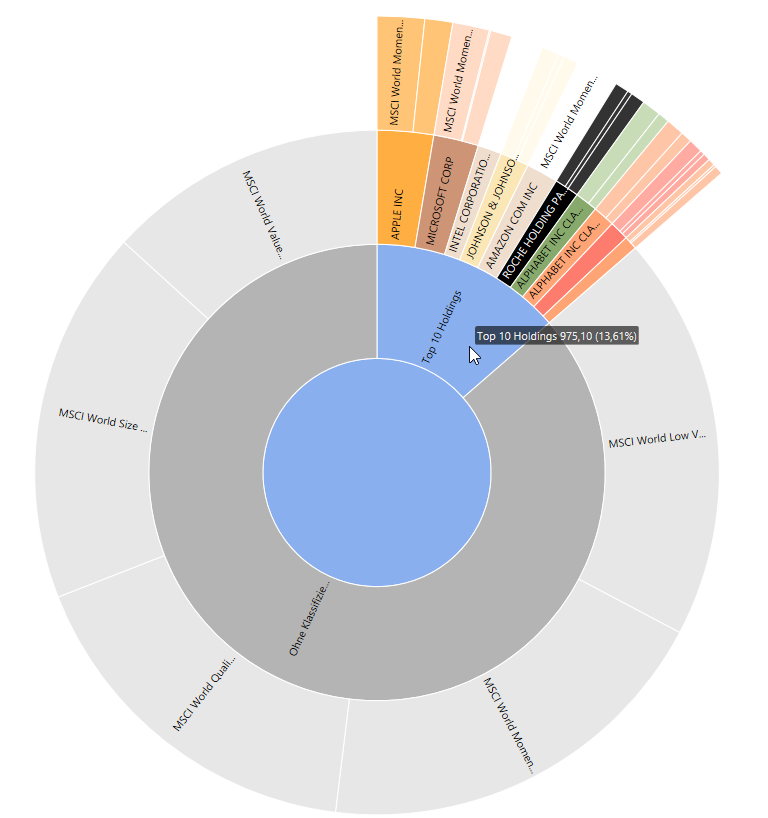 MSCI World Momen...
MSCI World Momen...
MSCI World Momen...
APPLE INC
MICROSOFT CORP
INTEL CORPORATIO...
JOHNSON & JOHNSO...
AMAZON COM INC
ROCHE HOLDING PA...
ALPHABET INC CLA...
ALPHABET INC CLA...
MSCI World Value...
Top 10 Holdings
Top 10 Holdings 975,10 (13,61%)
MSCI World Size ...
MSCI World Low V...
Ohne Klassifizie...
MSCI World Quali...
MSCI World Momen...